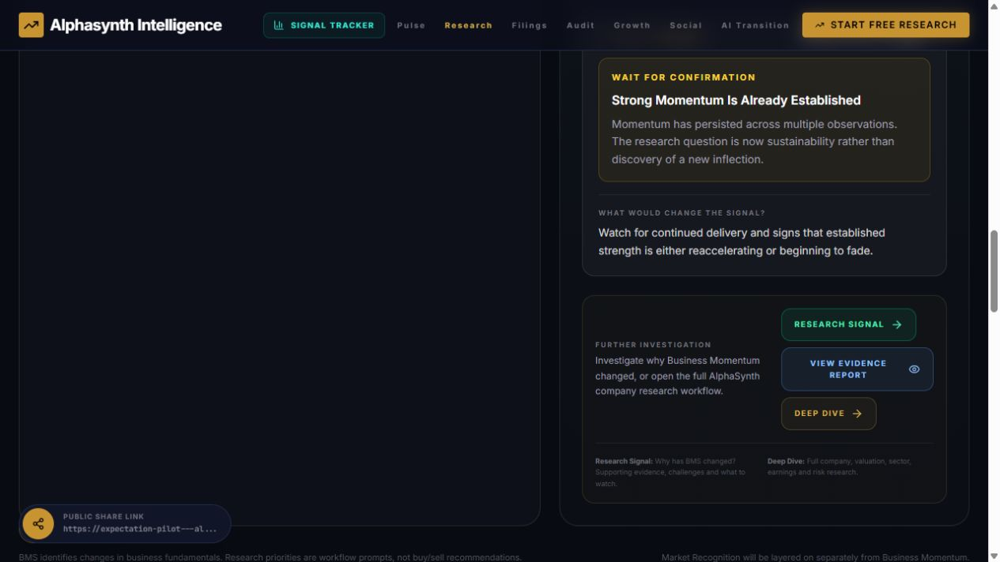 Alphasynth Intelligence
SIGNAL TRACKER
Pulse
Research
Filings
Audit
Growth
Social
AI Transition
START FREE RESEARCH
WAIT FOR CONFIRMATION
Strong Momentum Is Already Established
Momentum has persisted across multiple observations.
The research question is now sustainability rather than
discovery of a new inflection.
WHAT WOULD CHANGE THE SIGNAL?
Watch for continued delivery and signs that established
strength is either reaccelerating or beginning to fade.
FURTHER INVESTIGATION
Investigate why Business Momentum
changed, or open the full AlphaSynth
company research workflow.
RESEARCH SIGNAL
VIEW EVIDENCE
REPORT
DEEP DIVE
Research Signal: Why has BMS changed?
Supporting evidence, challenges and what to
watch.
Deep Dive: Full company, valuation, sector,
earnings and risk research.
PUBLIC SHARE LINK
https://expectation-pilot---al...
BMS identifies changes in business fundamentals. Research priorities are workflow prompts, not buy/sell recommendations.
Market Recognition will be layered on separately from Business Momentum.